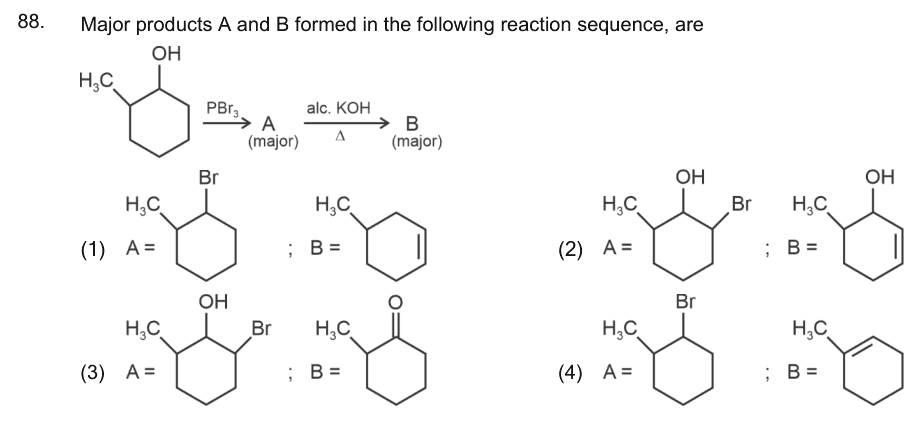 88. Major products A and B formed in the following reaction sequence, are
OH
H₃C
PBr₃ A (major) alc. KOH Δ B (major)
Br
H₃C H₃C
(1) A = ; B =
OH OH
H₃C Br H₃C
(2) A = ; B =
OH O
H₃C Br H₃C
(3) A = ; B =
Br
H₃C H₃C
(4) A = ; B =